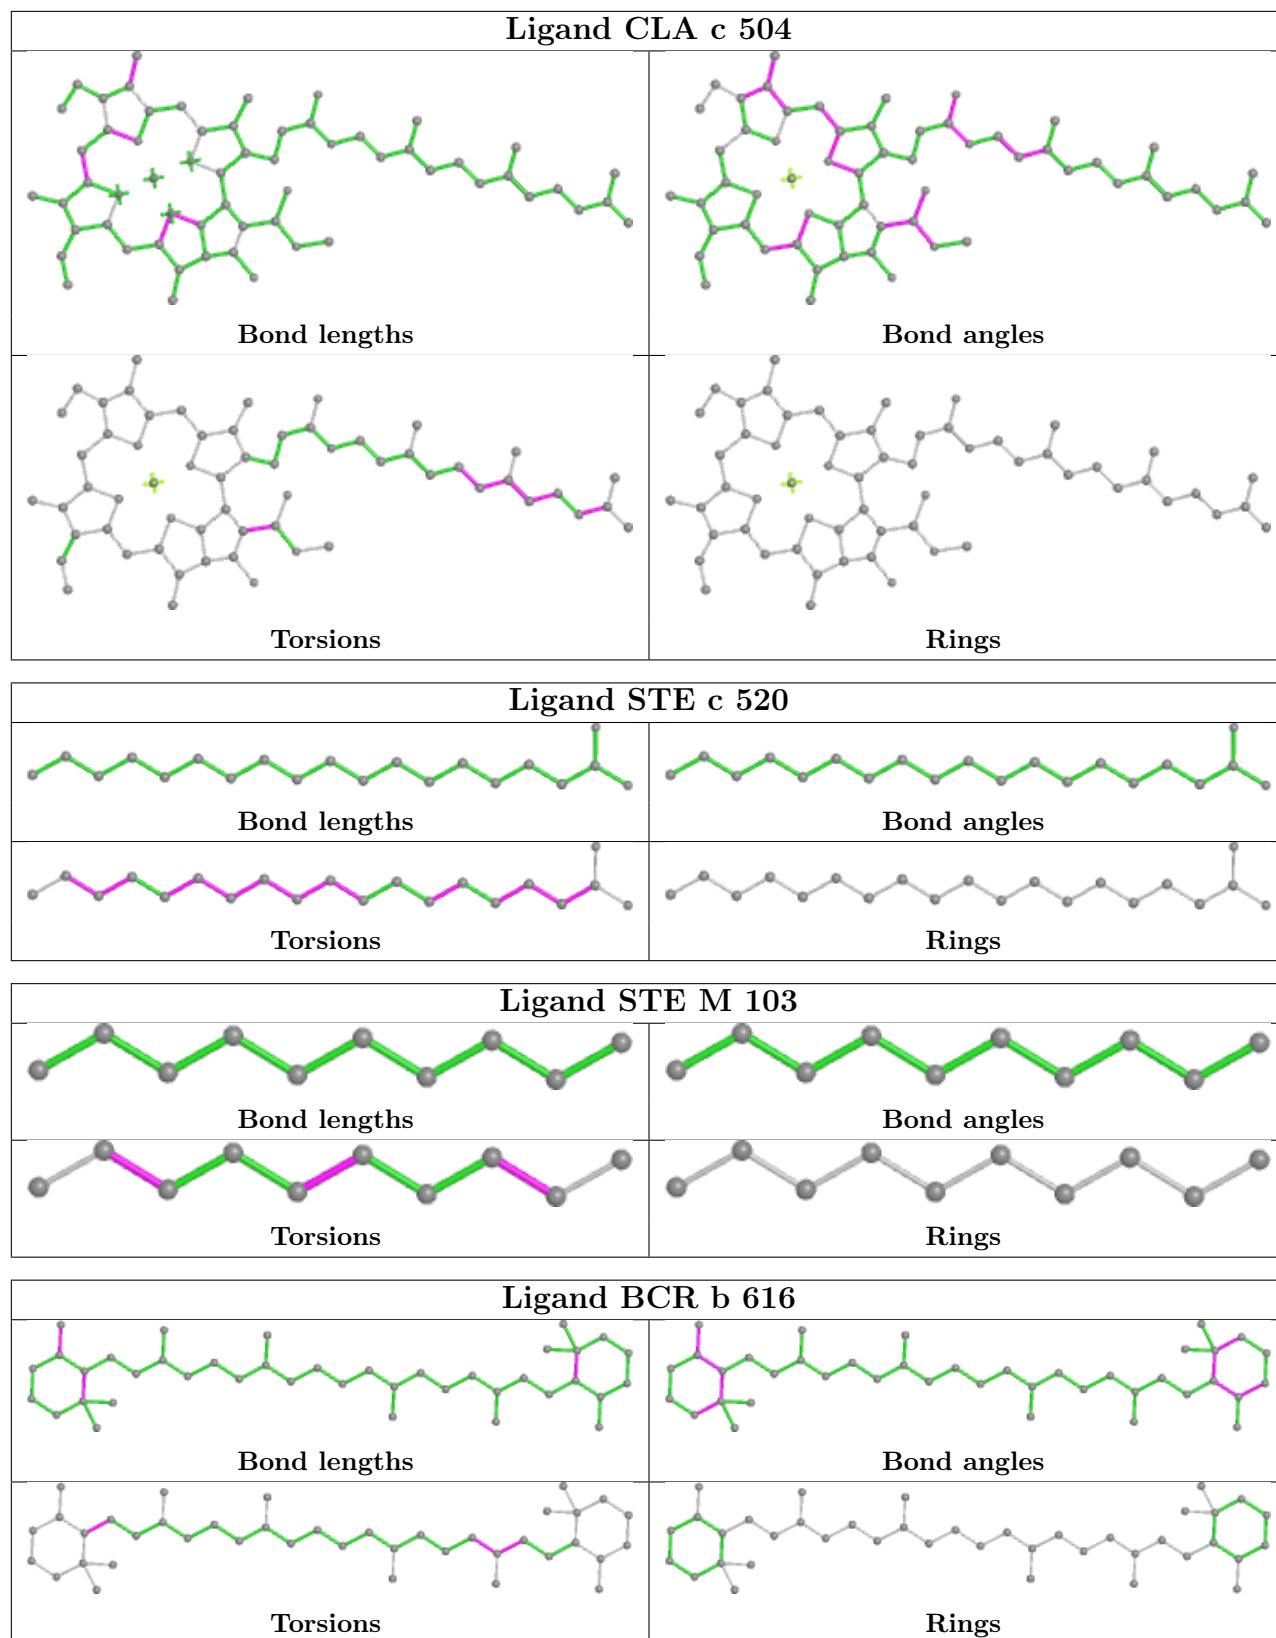 Ligand CLA c 504
Bond lengths
Bond angles
Torsions
Rings
Ligand STE c 520
Bond lengths
Bond angles
Torsions
Rings
Ligand STE M 103
Bond lengths
Bond angles
Torsions
Rings
Ligand BCR b 616
Bond lengths
Bond angles
Torsions
Rings